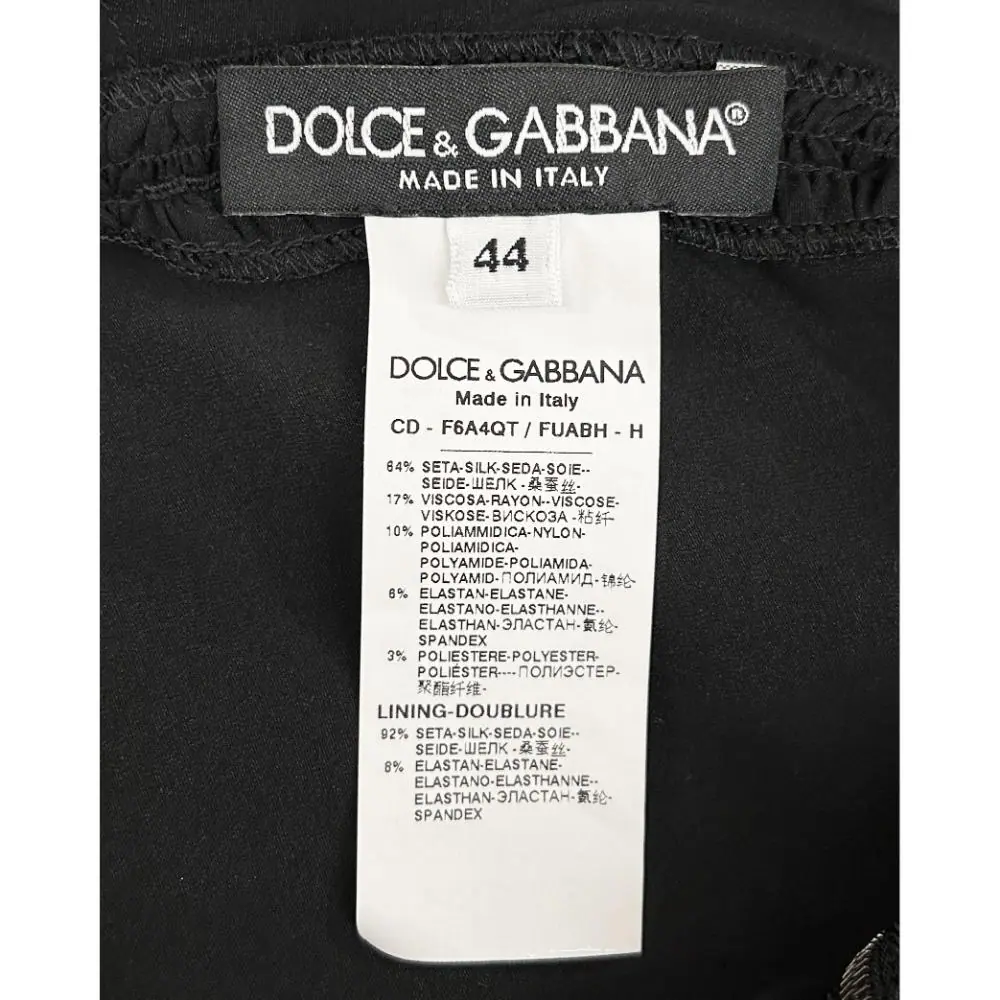 DOLCE & GABBANA®
MADE IN ITALY
44
DOLCE & GABBANA
Made in Italy
CD - F6A4QT / FUABH - H
64% SETA-SILK-SEDA-SOIE--
SEIDE-ШЕЛК -桑蚕丝-
17% VISCOSA-RAYON--VISCOSE-
VISKOSE-ВИСКОЗА -粘纤-
10% POLIAMMIDICA-NYLON-
POLIAMIDICA-
POLYAMIDE-POLIAMIDA-
POLYAMID-ПОЛИАМИД-锦纶-
6% ELASTAN-ELASTANE-
ELASTANO-ELASTHANNE--
ELASTHAN-ЭЛАСТАН-氨纶-
SPANDEX
3% POLIESTERE-POLYESTER-
POLIÉSTER----ПОЛИЭСТЕР-
聚酯纤维-
LINING-DOUBLURE
92% SETA-SILK-SEDA-SOIE--
SEIDE-ШЕЛК -桑蚕丝-
8% ELASTAN-ELASTANE-
ELASTANO-ELASTHANNE--
ELASTHAN-ЭЛАСТАН-氨纶-
SPANDEX